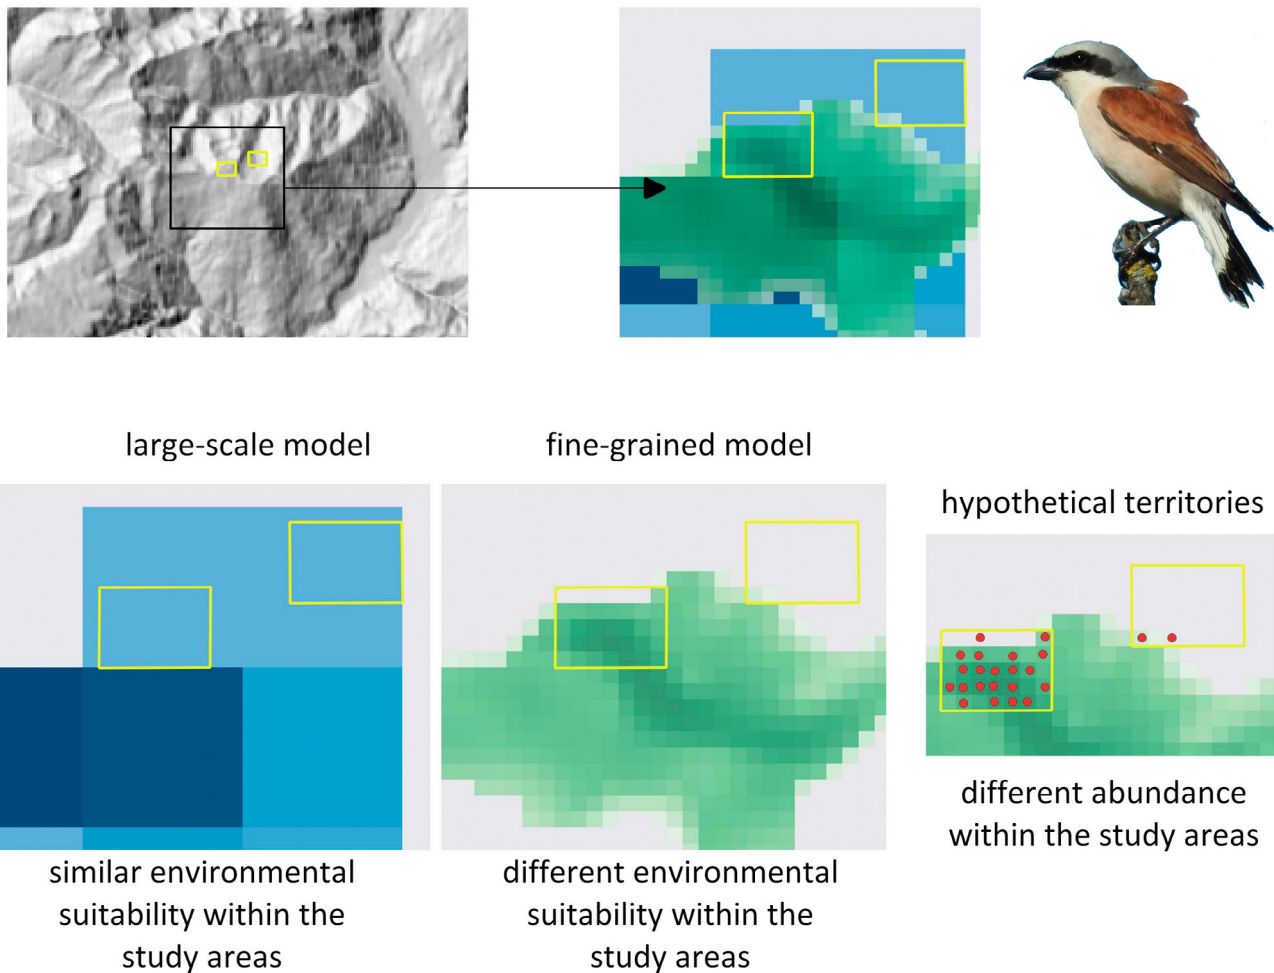 large-scale model
fine-grained model
hypothetical territories
similar environmental
suitability within the
study areas
different environmental
suitability within the
study areas
different abundance
within the study areas